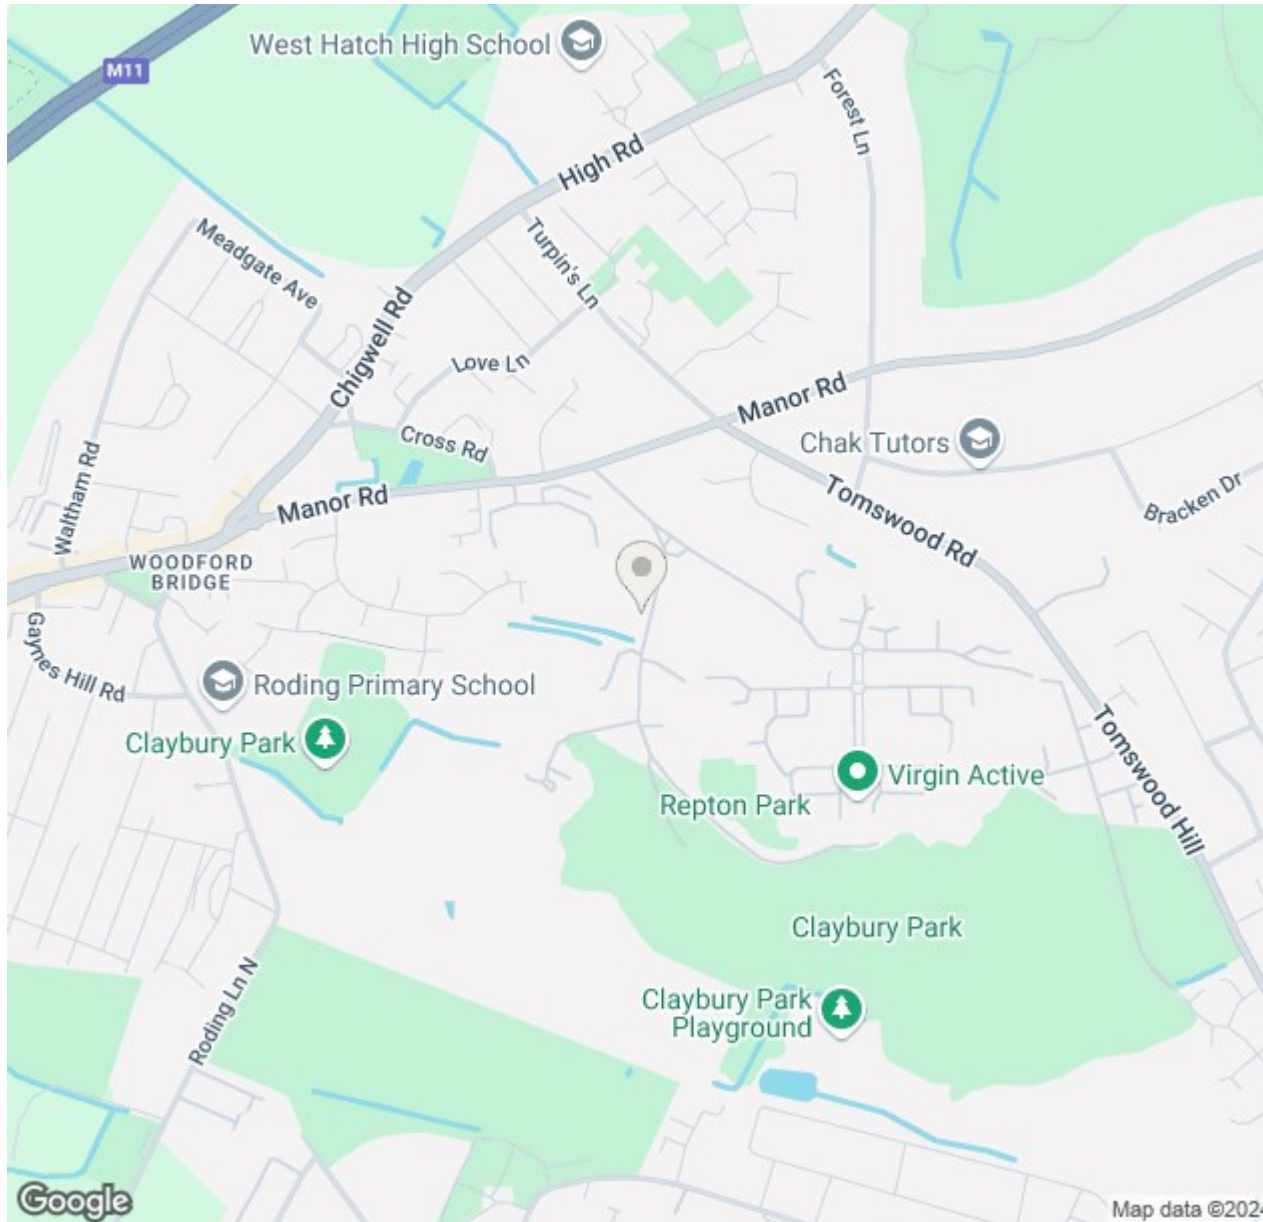 West Hatch High School
M11
Forest Ln
High Rd
Meadgate Ave
Turpin's Ln
Chigwell Rd
Love Ln
Manor Rd
Cross Rd
Chak Tutors
Waltham Rd
Manor Rd
Tomswood Rd
Bracken Dr
WOODFORD
BRIDGE
Gaynes Hill Rd
Roding Primary School
Claybury Park
Tomswood Hill
Virgin Active
Repton Park
Claybury Park
Roding Ln N
Claybury Park
Playground
Google
Map data ©2024